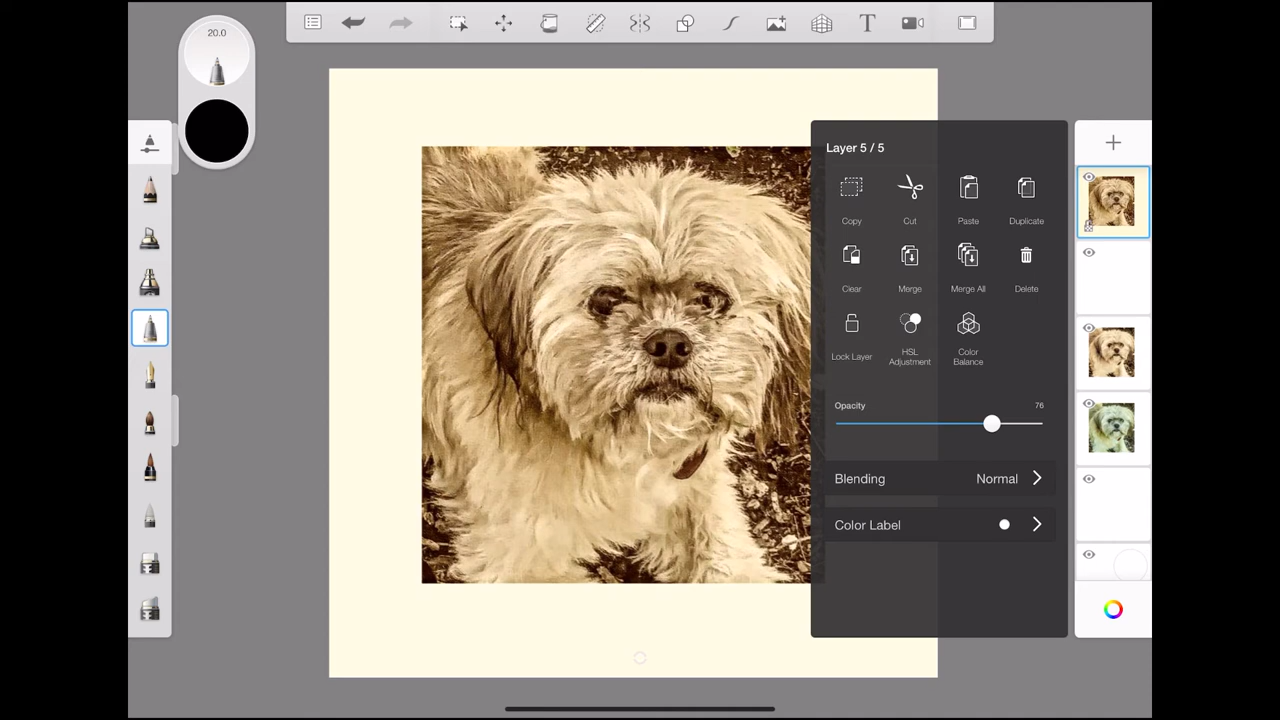 20.0
T
Layer 5 / 5
Copy Cut Paste Duplicate
Clear Merge Merge All Delete
Lock Layer HSL Adjustment Color Balance
Opacity 76
Blending Normal
Color Label